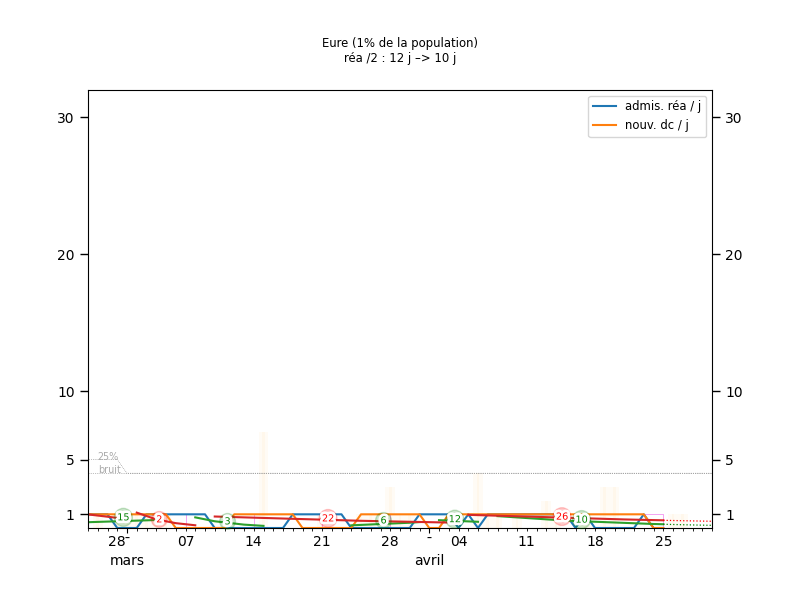 Eure (1% de la population)
réa /2 : 12 j –> 10 j
admis. réa / j
nouv. dc / j
30 30
20 20
10 10
5 5
1 1
25%
bruit
15 2 3 22 6 12 26 10
28 07 14 21 28 - 04 11 18 25
mars avril